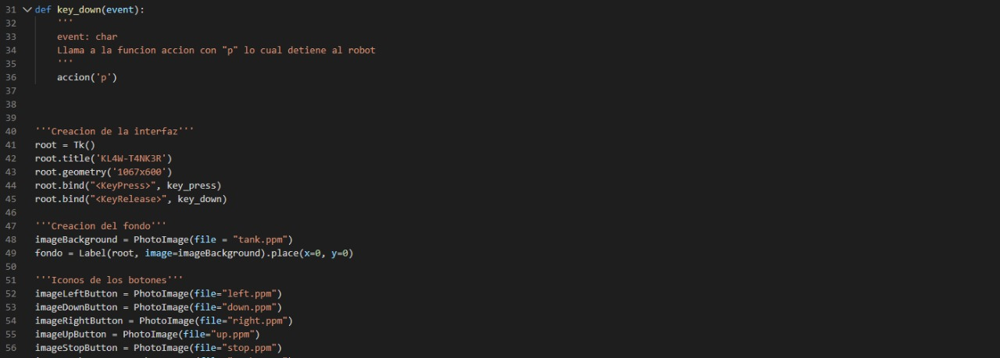 31 def key_down(event):
32 '''
33 event: char
34 Llama a la funcion accion con "p" lo cual detiene al robot
35 '''
36 accion('p')
37
38
39
40 '''Creacion de la interfaz'''
41 root = Tk()
42 root.title('KL4W-T4NK3R')
43 root.geometry('1067x600')
44 root.bind("<KeyPress>", key_press)
45 root.bind("<KeyRelease>", key_down)
46
47 '''Creacion del fondo'''
48 imageBackground = PhotoImage(file = "tank.ppm")
49 fondo = Label(root, image=imageBackground).place(x=0, y=0)
50
51 '''Iconos de los botones'''
52 imageLeftButton = PhotoImage(file="left.ppm")
53 imageDownButton = PhotoImage(file="down.ppm")
54 imageRightButton = PhotoImage(file="right.ppm")
55 imageUpButton = PhotoImage(file="up.ppm")
56 imageStopButton = PhotoImage(file="stop.ppm")